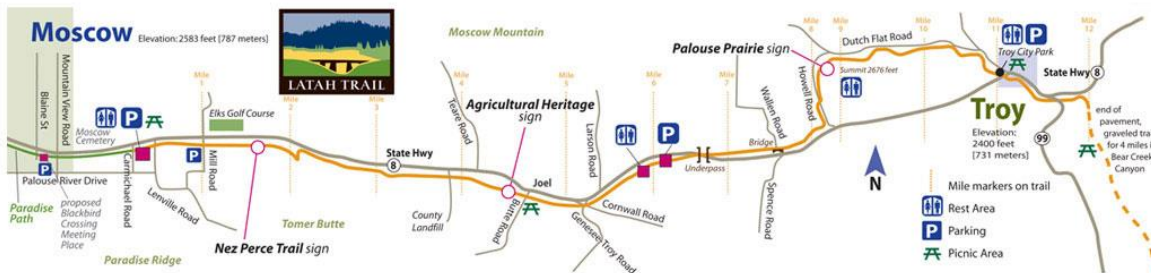 Moscow
Elevation: 2583 feet [787 meters]
LATAH TRAIL
Moscow Mountain
Blaine St
Mountain View Road
Moscow
Cemetery
P
P
P
Palouse River Drive
Paradise
Path
proposed
Blackbird
Crossing
Meeting
Place
Carmichael Road
Lenville Road
Mill Road
Mile
1
Elks Golf Course
Paradise Ridge
Nez Perce Trail sign
Mile
2
Tomer Butte
Mile
3
State Hwy
8
County
Landfill
Mile
4
Teare Road
Agricultural Heritage
sign
Joel
Butte Road
Mile
5
Larson Road
Genesee Troy Road
Cornwall Road
Mile
6
P
Underpass
Mile
7
Wallen Road
Bridge
Spence Road
Palouse Prairie sign
Howell Road
Mile
8
Mile
9
Summit 2676 feet
Dutch Flat Road
Mile
10
Mile
11
P
Troy City Park
Troy
Elevation:
2400 feet
[731 meters]
State Hwy
8
99
Mile
12
end of
pavement,
graveled trail
for 4 miles in
Bear Creek
Canyon
N
Mile markers on trail
Rest Area
P
Parking
Picnic Area